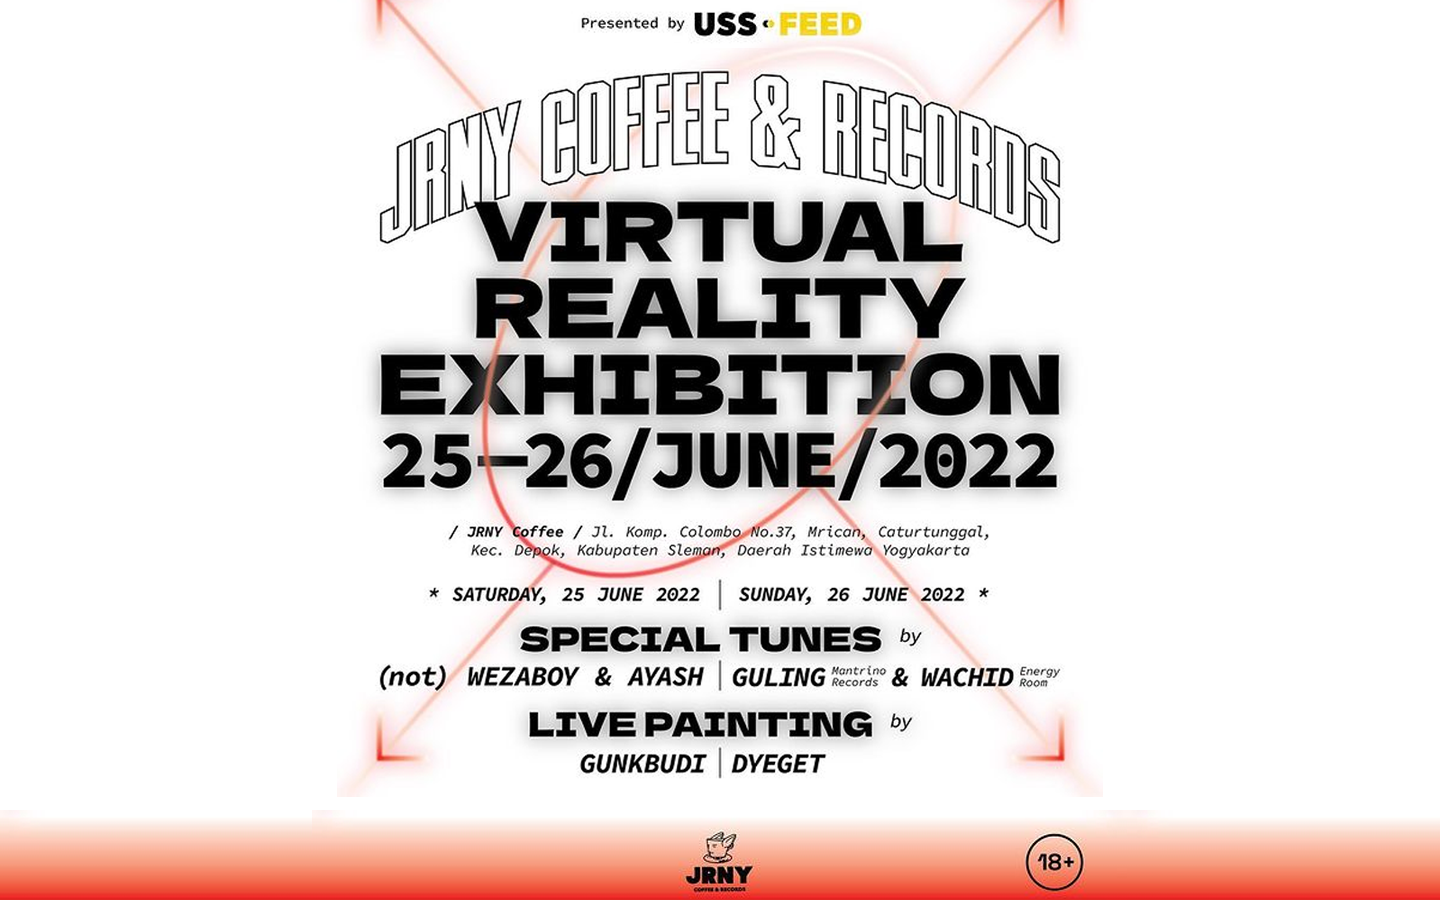 Presented by USS FEED
JRNY COFFEE & RECORDS
VIRTUAL
REALITY
EXHIBITION
25—26/JUNE/2022
/ JRNY Coffee / Jl. Komp. Colombo No.37, Mrican, Caturtunggal,
Kec. Depok, Kabupaten Sleman, Daerah Istimewa Yogyakarta
* SATURDAY, 25 JUNE 2022 | SUNDAY, 26 JUNE 2022 *
SPECIAL TUNES by
(not) WEZABOY & AYASH | GULING Mantrino Records & WACHID Energy Room
LIVE PAINTING by
GUNKBUDI | DYEGET
JRNY
COFFEE & RECORDS
18+